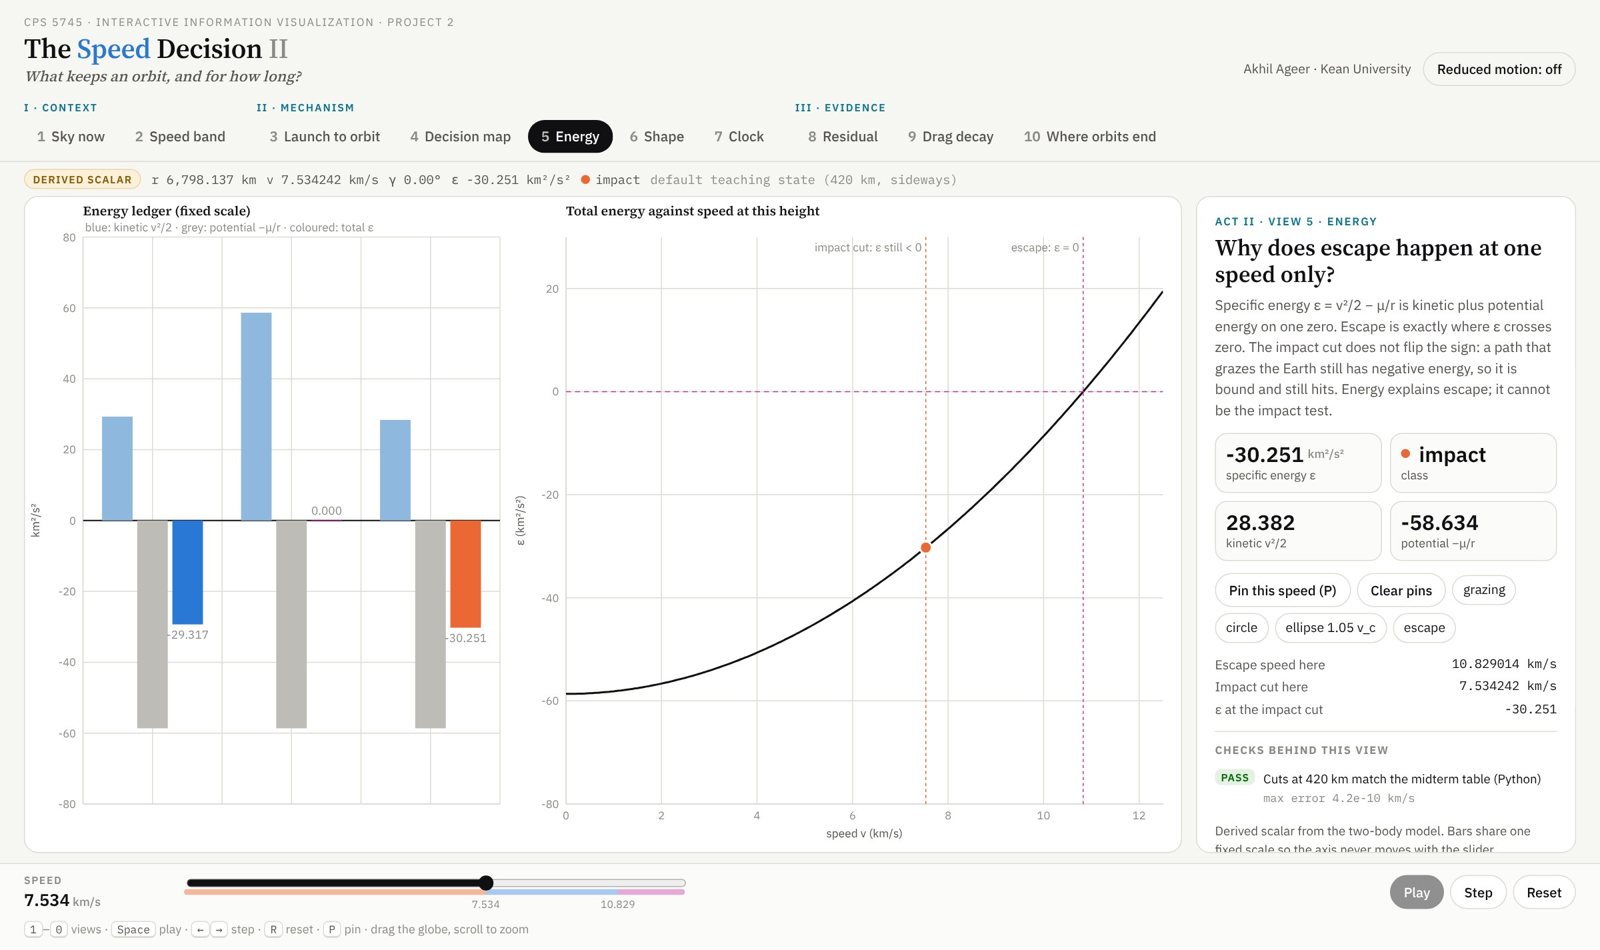 CPS 5745 · INTERACTIVE INFORMATION VISUALIZATION · PROJECT 2
The Speed Decision II
What keeps an orbit, and for how long?
Akhil Ageer · Kean University
Reduced motion: off
I · CONTEXT
II · MECHANISM
III · EVIDENCE
1 Sky now
2 Speed band
3 Launch to orbit
4 Decision map
5 Energy
6 Shape
7 Clock
8 Residual
9 Drag decay
10 Where orbits end
DERIVED SCALAR r 6,798.137 km v 7.534242 km/s γ 0.00° ε -30.251 km²/s² impact default teaching state (420 km, sideways)
Energy ledger (fixed scale)
blue: kinetic v²/2 · grey: potential −μ/r · coloured: total ε
80
60
40
20
0
-20
-40
-60
-80
km²/s²
-29.317
0.000
-30.251
Total energy against speed at this height
impact cut: ε still < 0
escape: ε = 0
20
0
-20
-40
-60
-80
ε (km²/s²)
0
2
4
6
8
10
12
speed v (km/s)
ACT II · VIEW 5 · ENERGY
Why does escape happen at one
speed only?
Specific energy ε = v²/2 − μ/r is kinetic plus potential
energy on one zero. Escape is exactly where ε crosses
zero. The impact cut does not flip the sign: a path that
grazes the Earth still has negative energy, so it is
bound and still hits. Energy explains escape; it cannot
be the impact test.
-30.251 km²/s²
specific energy ε
impact
class
28.382
kinetic v²/2
-58.634
potential −μ/r
Pin this speed (P)
Clear pins
grazing
circle
ellipse 1.05 v_c
escape
Escape speed here 10.829014 km/s
Impact cut here 7.534242 km/s
ε at the impact cut -30.251
CHECKS BEHIND THIS VIEW
PASS Cuts at 420 km match the midterm table (Python)
max error 4.2e-10 km/s
Derived scalar from the two-body model. Bars share one
fixed scale so the axis never moves with the slider.
SPEED
7.534 km/s
7.534
10.829
Play
Step
Reset
1–0 views · Space play · ← → step · R reset · P pin · drag the globe, scroll to zoom